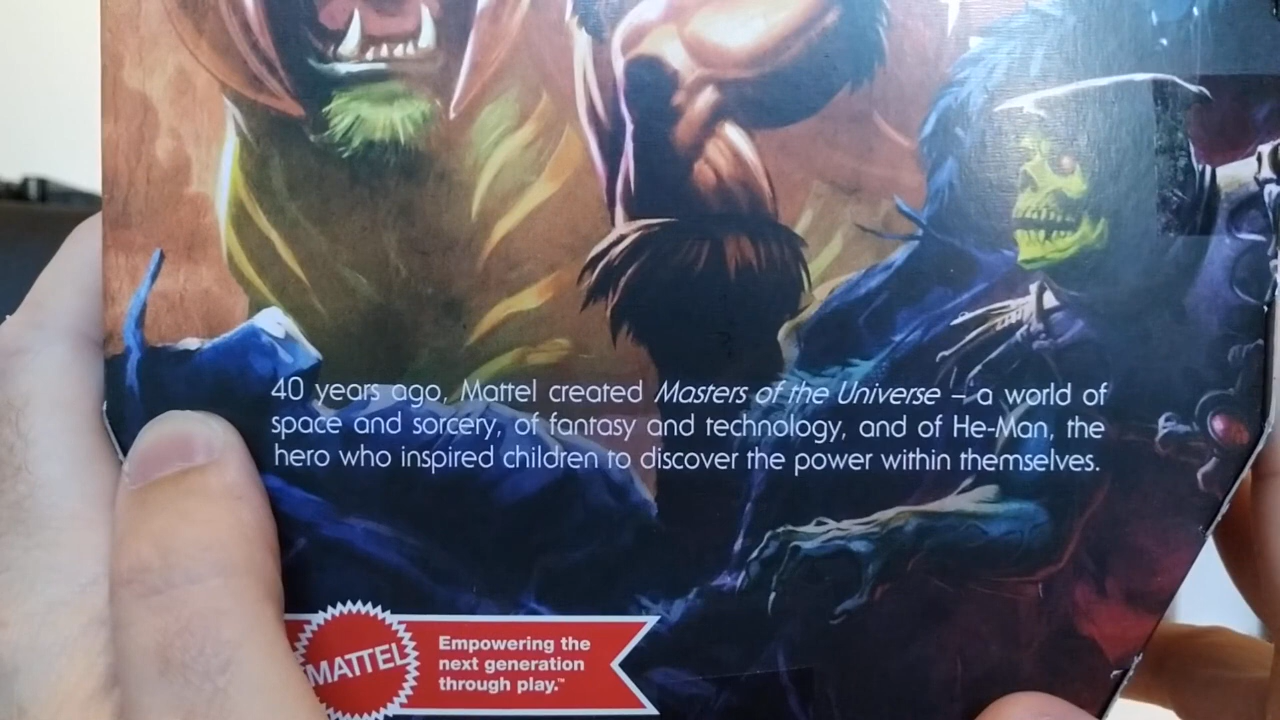 40 years ago, Mattel created Masters of the Universe – a world of
space and sorcery, of fantasy and technology, and of He-Man, the
hero who inspired children to discover the power within themselves.
MATTEL
Empowering the
next generation
through play.™